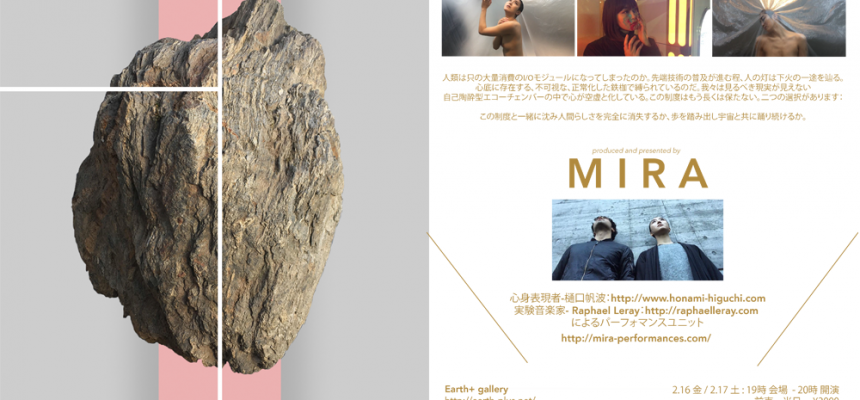 人類は只の大量消費のI/Oモジュールになってしまったのか。先端技術の普及が進む程、人の灯は下火の一途を辿る。
心底に存在する、不可視な、正常化した鉄枷で縛られているのだ。我々は見るべき現実が見えない
自己陶酔型エコーチェンバーの中で心が空虚と化している。この制度はもう長くは保たない。二つの選択があります：
この制度と一緒に沈み人間らしさを完全に消失するか、歩を踏み出し宇宙と共に踊り続けるか。
produced and presented by
MIRA
心身表現者-樋口帆波：http://www.honami-higuchi.com
実験音楽家- Raphael Leray：http://raphaelleray.com
によるパーフォマンスユニット
http://mira-performances.com/
Earth+ gallery
2.16 金 / 2.17 土 : 19時 会場 - 20時 開演